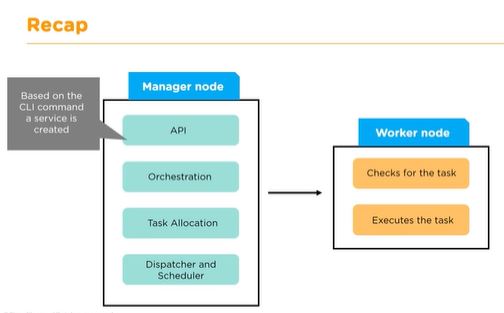 Recap
Based on the
CLI command
a service is
created
Manager node
API
Orchestration
Task Allocation
Dispatcher and
Scheduler
Worker node
Checks for the task
Executes the task